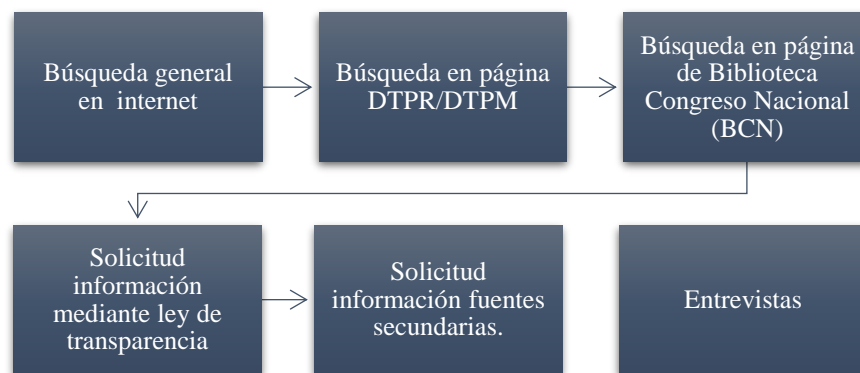 Búsqueda general
en internet
Búsqueda en página
DTPR/DTPM
Búsqueda en página
de Biblioteca
Congreso Nacional
(BCN)
Solicitud
información
mediante ley de
transparencia
Solicitud
información fuentes
secundarias.
Entrevistas